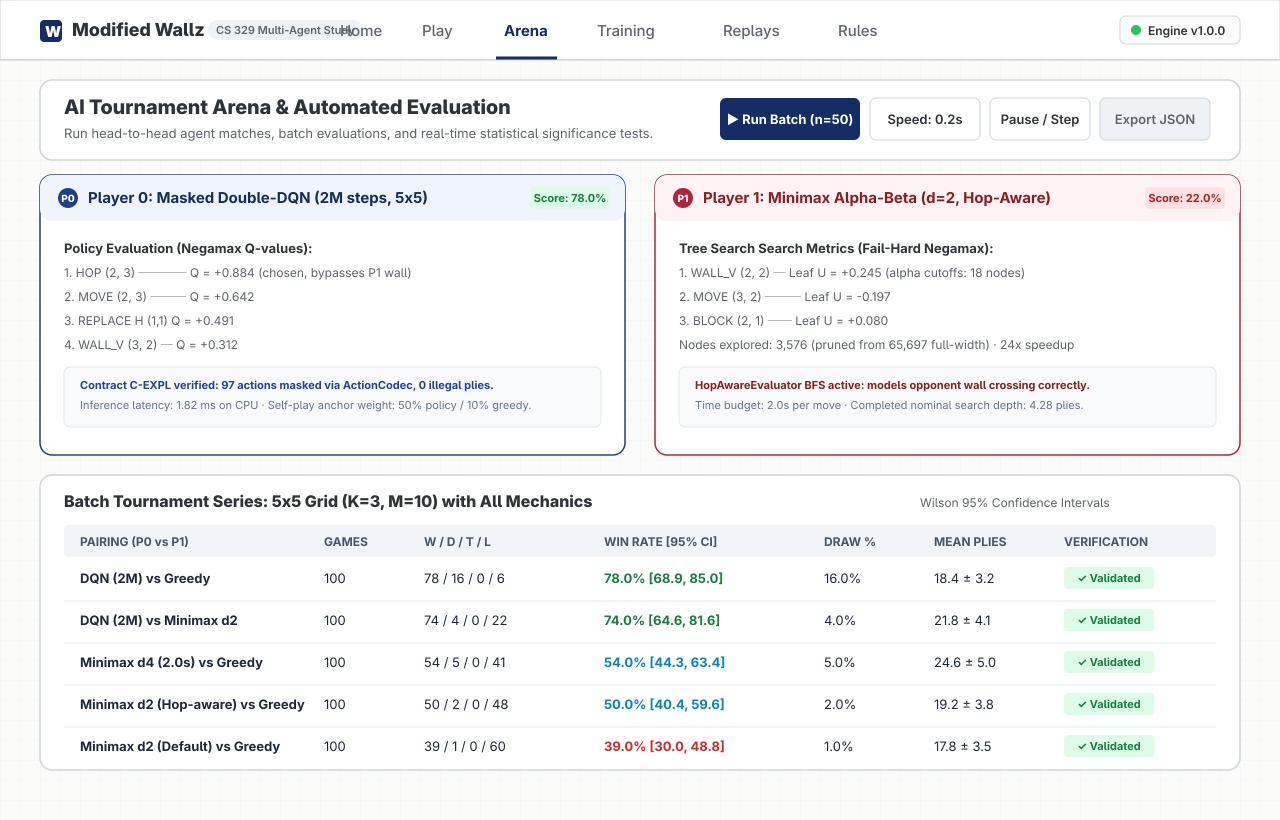 W Modified Wallz CS 329 Multi-Agent Study Home Play Arena Training Replays Rules Engine v1.0.0
AI Tournament Arena & Automated Evaluation
Run head-to-head agent matches, batch evaluations, and real-time statistical significance tests.
▶ Run Batch (n=50) Speed: 0.2s Pause / Step Export JSON
P0 Player 0: Masked Double-DQN (2M steps, 5x5) Score: 78.0%
Policy Evaluation (Negamax Q-values):
1. HOP (2, 3) ──── Q = +0.884 (chosen, bypasses P1 wall)
2. MOVE (2, 3) ─── Q = +0.642
3. REPLACE H (1,1) Q = +0.491
4. WALL_V (3, 2) ─ Q = +0.312
Contract C-EXPL verified: 97 actions masked via ActionCodec, 0 illegal plies.
Inference latency: 1.82 ms on CPU · Self-play anchor weight: 50% policy / 10% greedy.
P1 Player 1: Minimax Alpha-Beta (d=2, Hop-Aware) Score: 22.0%
Tree Search Search Metrics (Fail-Hard Negamax):
1. WALL_V (2, 2) ─ Leaf U = +0.245 (alpha cutoffs: 18 nodes)
2. MOVE (3, 2) ─── Leaf U = -0.197
3. BLOCK (2, 1) ── Leaf U = +0.080
Nodes explored: 3,576 (pruned from 65,697 full-width) · 24x speedup
HopAwareEvaluator BFS active: models opponent wall crossing correctly.
Time budget: 2.0s per move · Completed nominal search depth: 4.28 plies.
Batch Tournament Series: 5x5 Grid (K=3, M=10) with All Mechanics Wilson 95% Confidence Intervals
PAIRING (P0 vs P1) GAMES W / D / T / L WIN RATE [95% CI] DRAW % MEAN PLIES VERIFICATION
DQN (2M) vs Greedy 100 78 / 16 / 0 / 6 78.0% [68.9, 85.0] 16.0% 18.4 ± 3.2 ✓ Validated
DQN (2M) vs Minimax d2 100 74 / 4 / 0 / 22 74.0% [64.6, 81.6] 4.0% 21.8 ± 4.1 ✓ Validated
Minimax d4 (2.0s) vs Greedy 100 54 / 5 / 0 / 41 54.0% [44.3, 63.4] 5.0% 24.6 ± 5.0 ✓ Validated
Minimax d2 (Hop-aware) vs Greedy 100 50 / 2 / 0 / 48 50.0% [40.4, 59.6] 2.0% 19.2 ± 3.8 ✓ Validated
Minimax d2 (Default) vs Greedy 100 39 / 1 / 0 / 60 39.0% [30.0, 48.8] 1.0% 17.8 ± 3.5 ✓ Validated